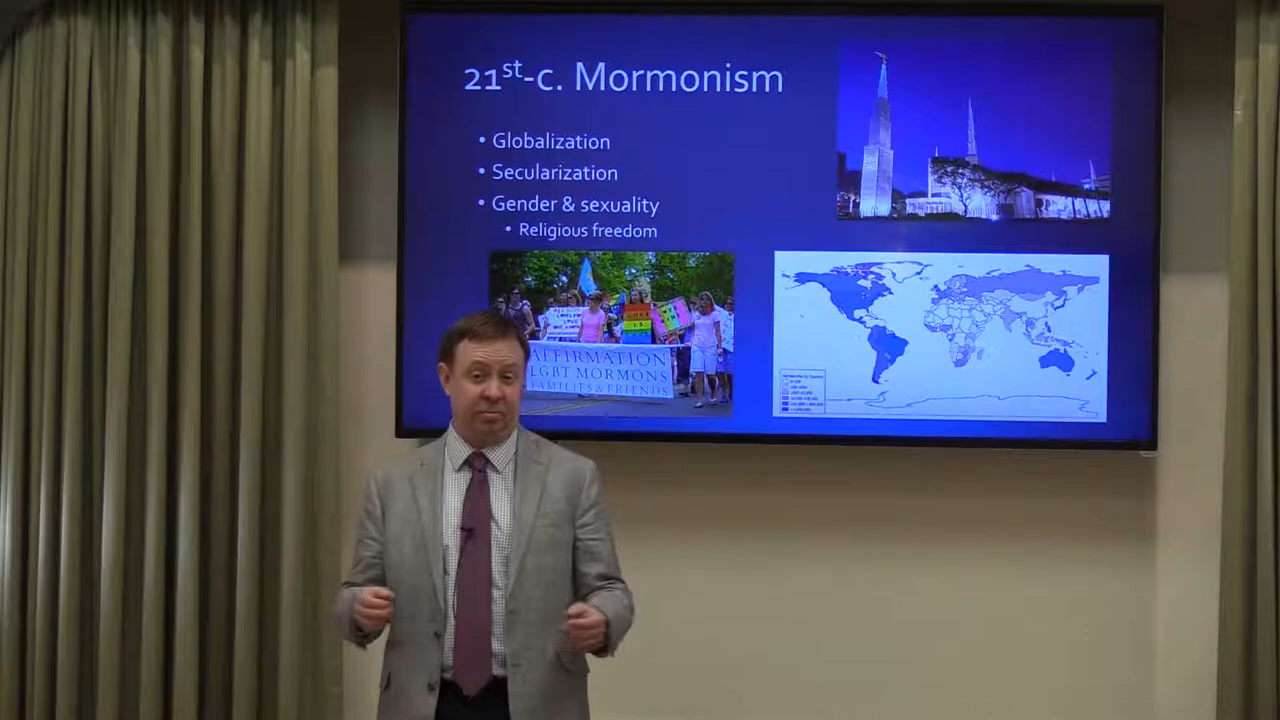 21st-c. Mormonism
• Globalization
• Secularization
• Gender & sexuality
• Religious freedom
AFFIRMATION
LGBT MORMONS
FAMILIES & FRIENDS